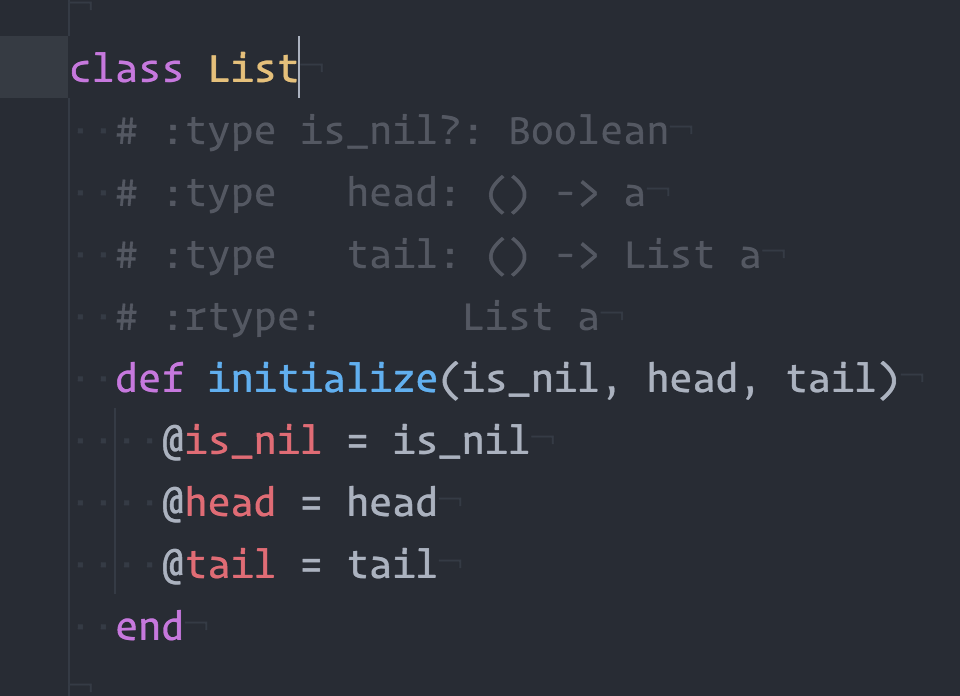 class List
  # :type is_nil?: Boolean
  # :type   head: () -> a
  # :type   tail: () -> List a
  # :rtype:      List a
  def initialize(is_nil, head, tail)
    @is_nil = is_nil
    @head = head
    @tail = tail
  end